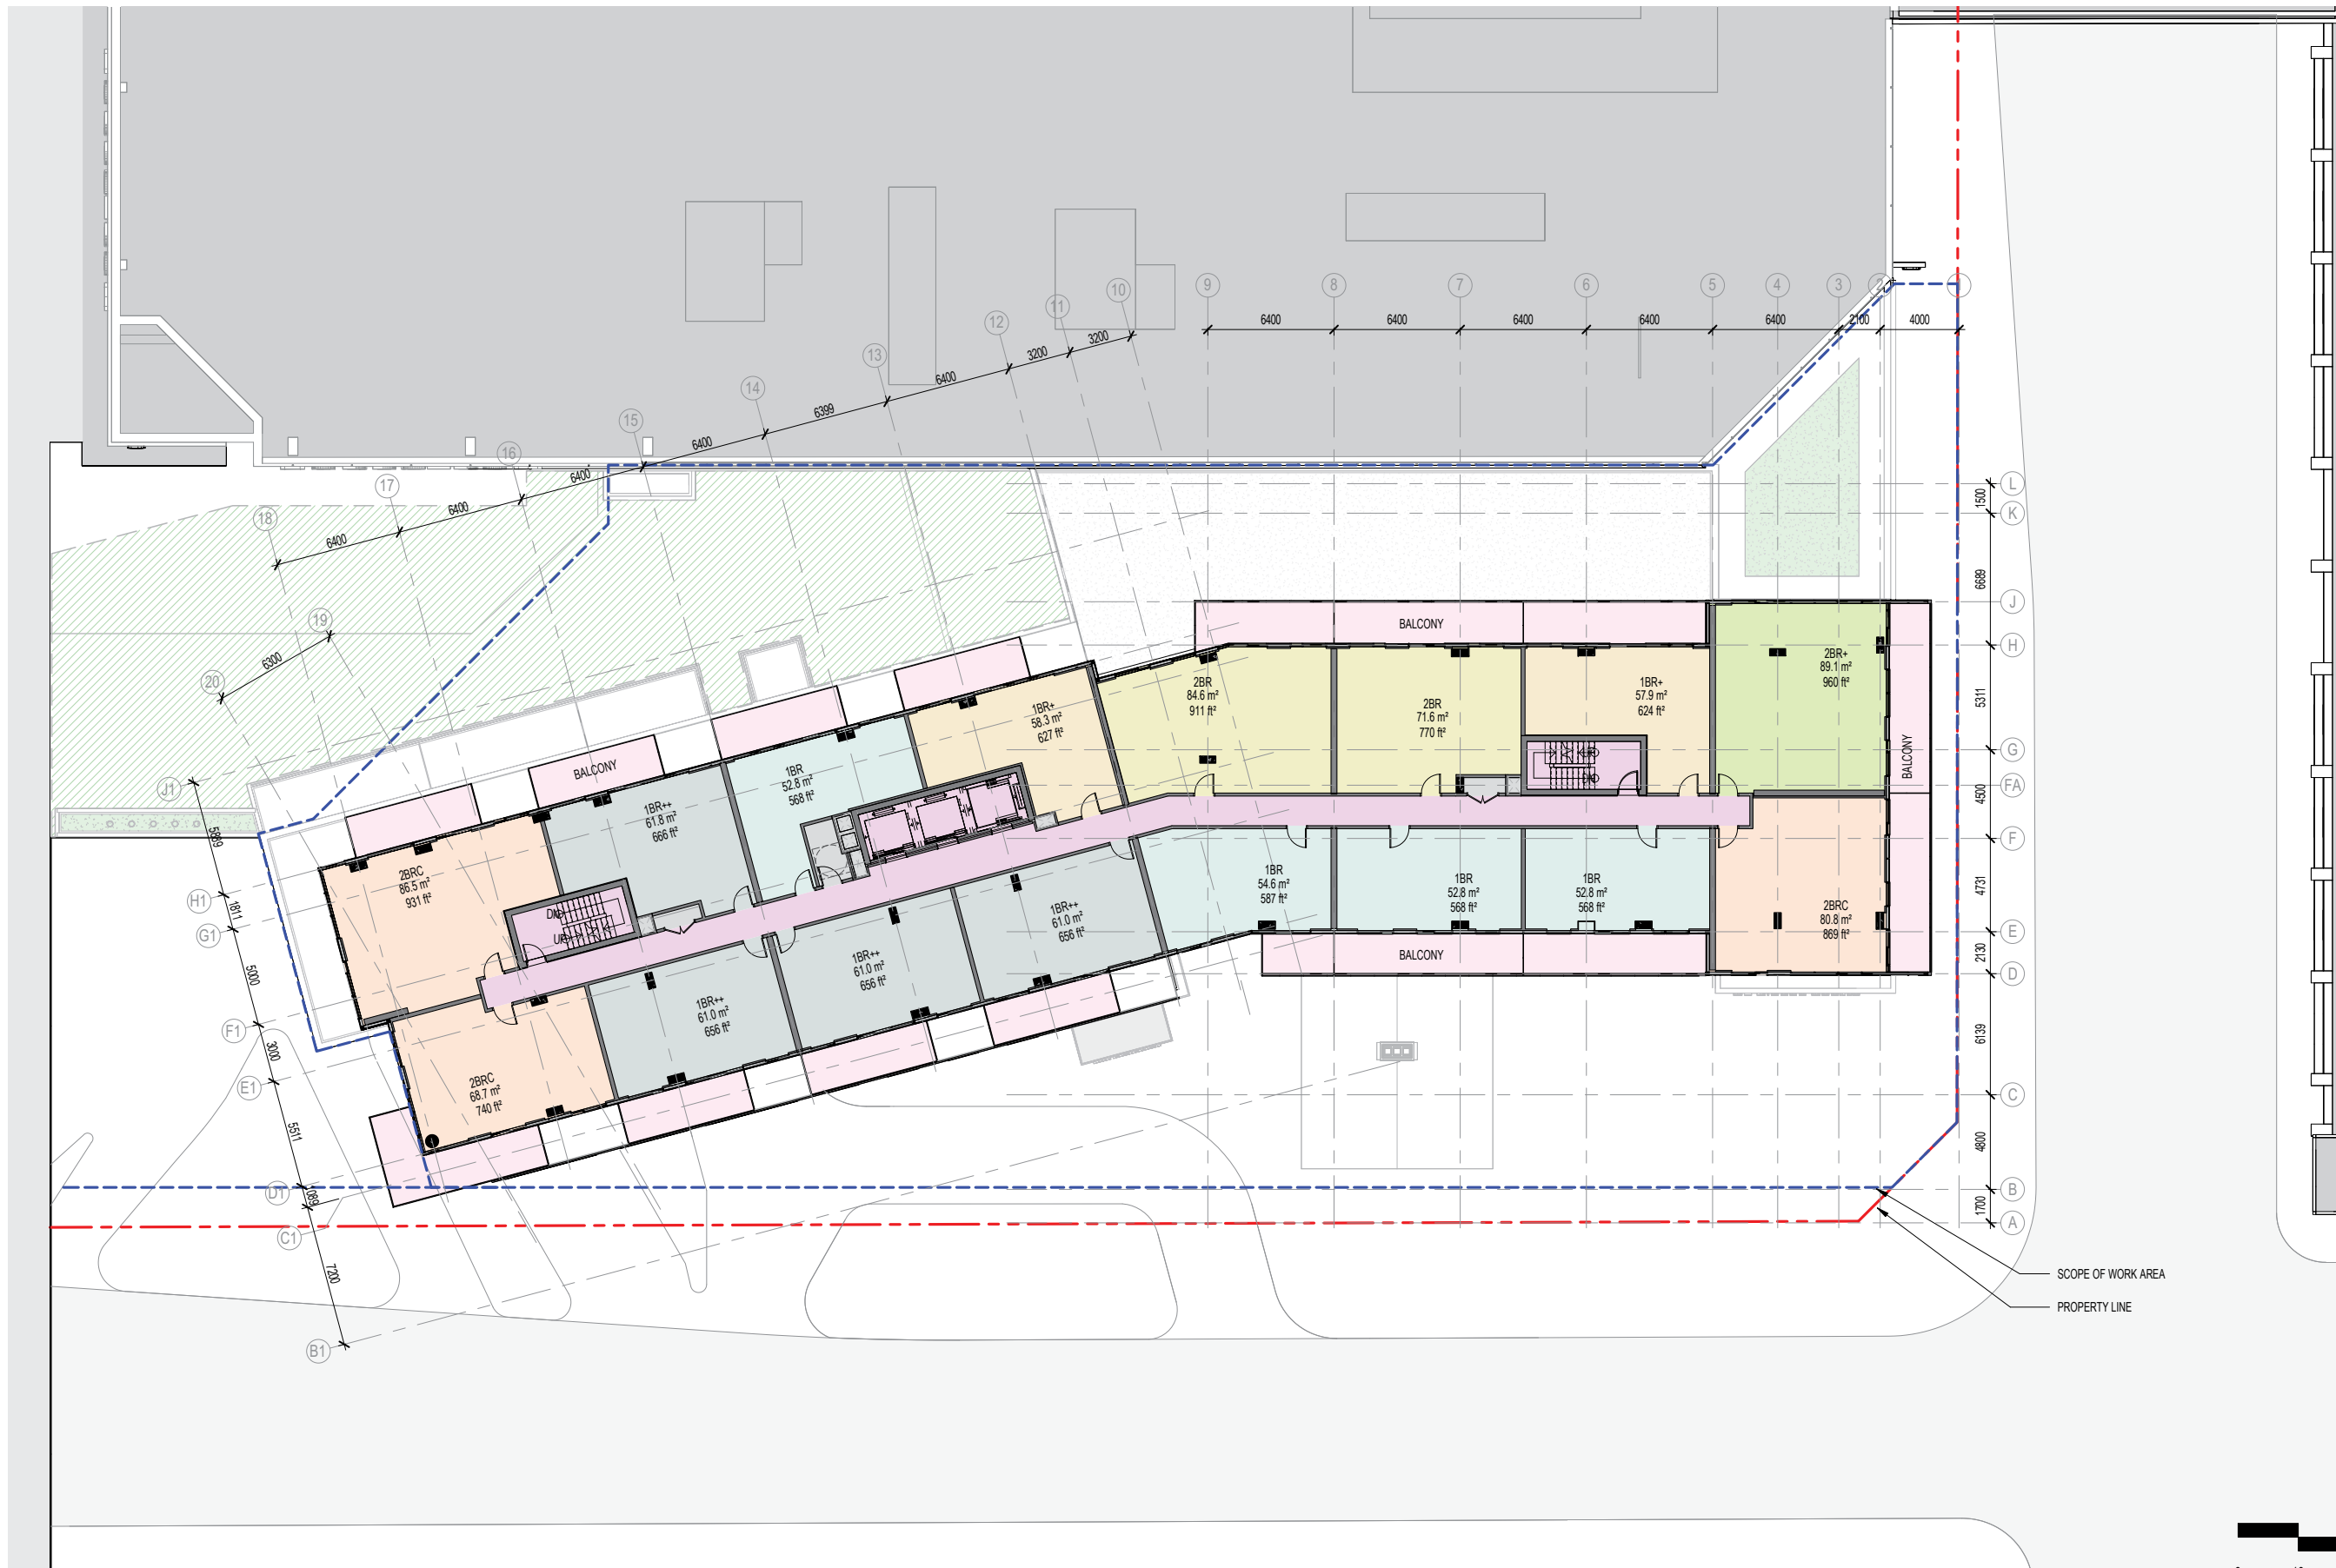 9
8
7
6
5
4
3
2
10
11
12
13
14
15
16
17
18
19
20
6400
6400
6400
6400
6400
2100
4000
3200
3200
6400
6399
6400
6400
6400
6400
6300
L
K
J
H
G
FA
F
E
D
C
B
A
1500
6689
5311
4500
4731
2130
6139
4800
1700
J1
H1
G1
F1
E1
D1
C1
B1
5889
1811
5000
3000
5511
1089
7200
BALCONY
2BR+
89.1 m²
960 ft²
2BR
84.6 m²
911 ft²
2BR
71.6 m²
770 ft²
1BR+
57.9 m²
624 ft²
BALCONY
1BR+
58.3 m²
627 ft²
1BR
52.8 m²
568 ft²
BALCONY
1BR++
61.8 m²
666 ft²
2BRC
86.5 m²
931 ft²
DN
UP
1BR
54.6 m²
587 ft²
1BR
52.8 m²
568 ft²
1BR
52.8 m²
568 ft²
2BRC
80.8 m²
869 ft²
BALCONY
1BR++
61.0 m²
656 ft²
1BR++
61.0 m²
656 ft²
1BR++
61.0 m²
656 ft²
2BRC
68.7 m²
740 ft²
SCOPE OF WORK AREA
PROPERTY LINE